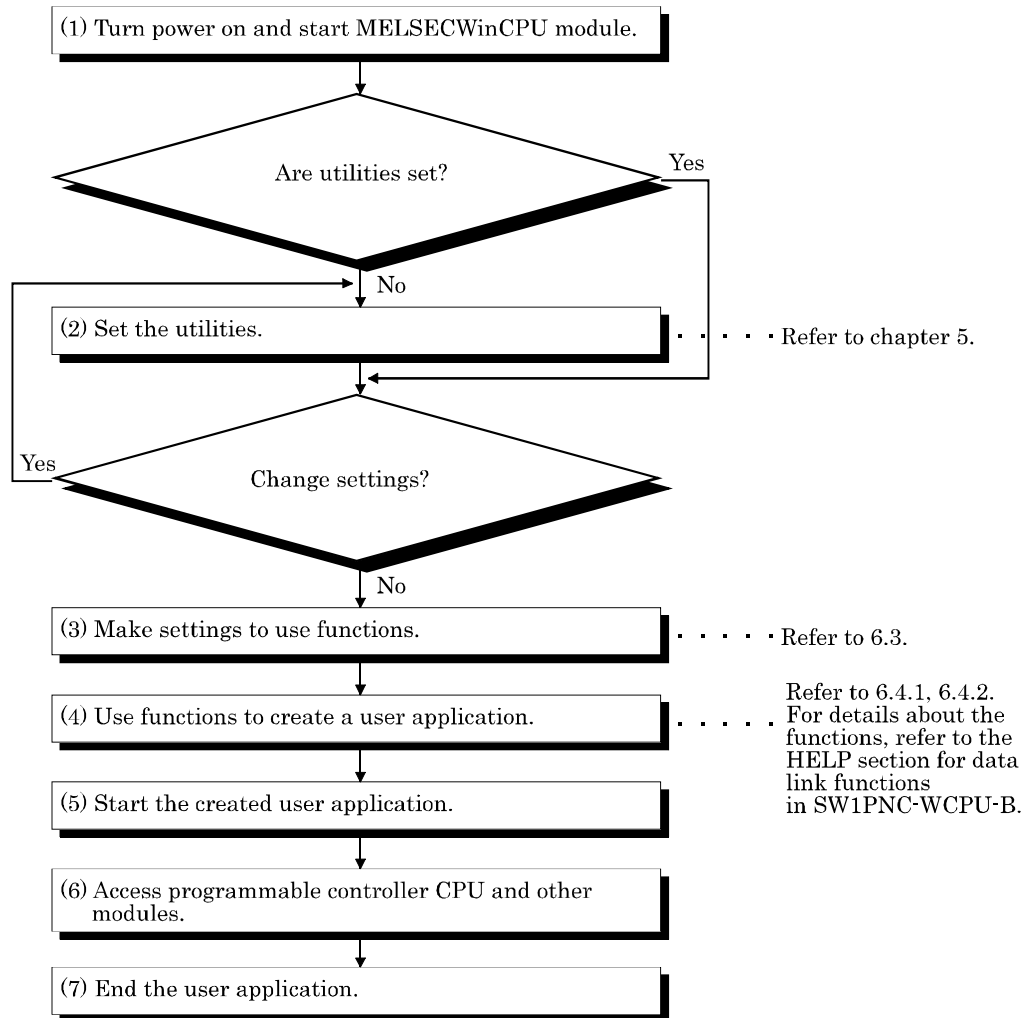 (1) Turn power on and start MELSECWinCPU module.
Are utilities set?
Yes
No
(2) Set the utilities.
Refer to chapter 5.
Yes
Change settings?
No
(3) Make settings to use functions.
Refer to 6.3.
(4) Use functions to create a user application.
Refer to 6.4.1, 6.4.2.
For details about the
functions, refer to the
HELP section for data
link functions
in SW1PNC-WCPU-B.
(5) Start the created user application.
(6) Access programmable controller CPU and other
modules.
(7) End the user application.